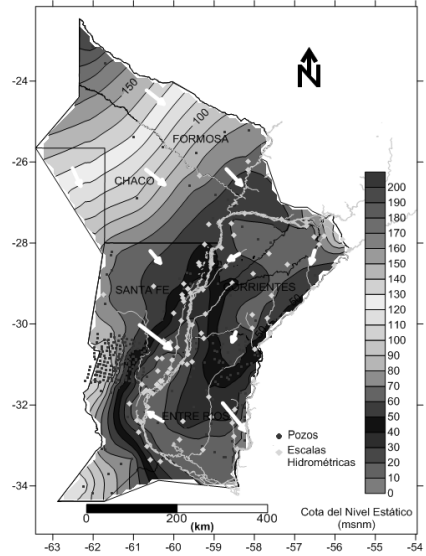 N
150
100
FORMOSA
CHACO
SANTA FE
CORRIENTES
50
ENTRE RIOS
-24
-26
-28
-30
-32
-34
-63 -62 -61 -60 -59 -58 -57 -56 -55 -54
200
190
180
170
160
150
140
130
120
110
100
90
80
70
60
50
40
30
20
10
0
Pozos
Escalas
Hidrométricas
0 200 400
(km)
Cota del Nivel Estático
(msnm)